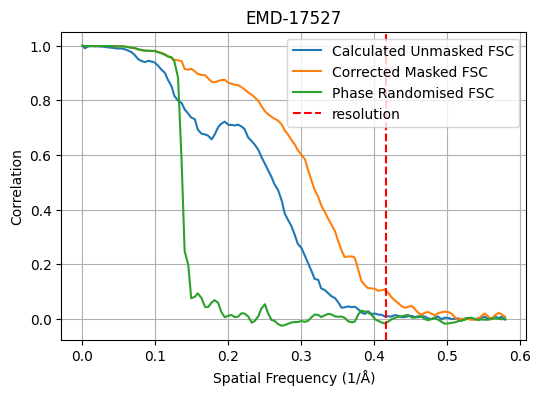 EMD-17527
Calculated Unmasked FSC
Corrected Masked FSC
Phase Randomised FSC
resolution
Correlation
1.0
0.8
0.6
0.4
0.2
0.0
0.0 0.1 0.2 0.3 0.4 0.5 0.6
Spatial Frequency (1/Å)